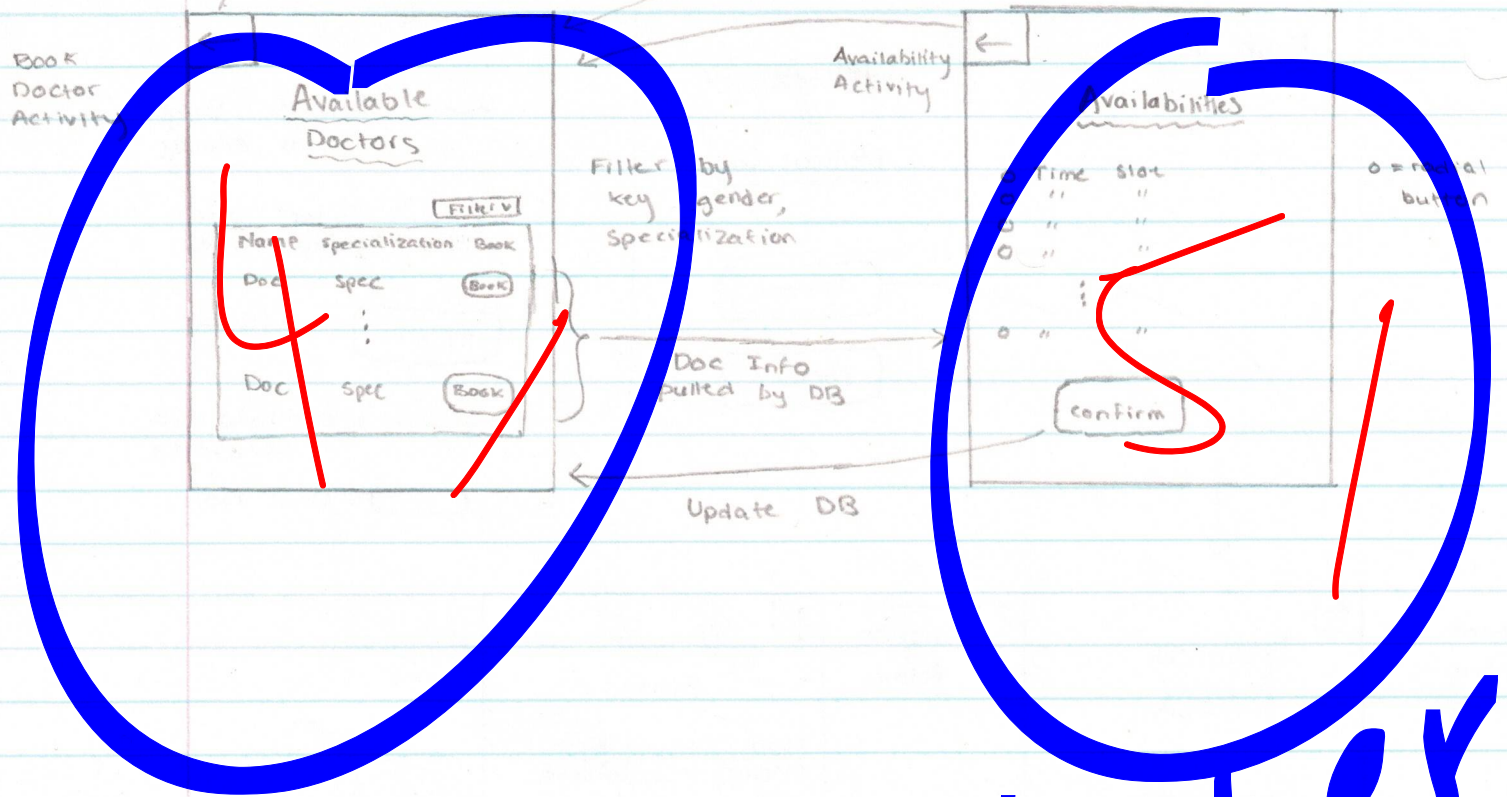 Book
Doctor
Activity
Available
Doctors
Filter v
Name specialization Book
Doc spec Book
Doc spec Book
4
Filter by
key gender,
specialization
Doc Info
pulled by DB
Update DB
Availability
Activity
Availabilities
o Time Slot
o " "
o " "
o " "
o " "
confirm
o = radial
button
5